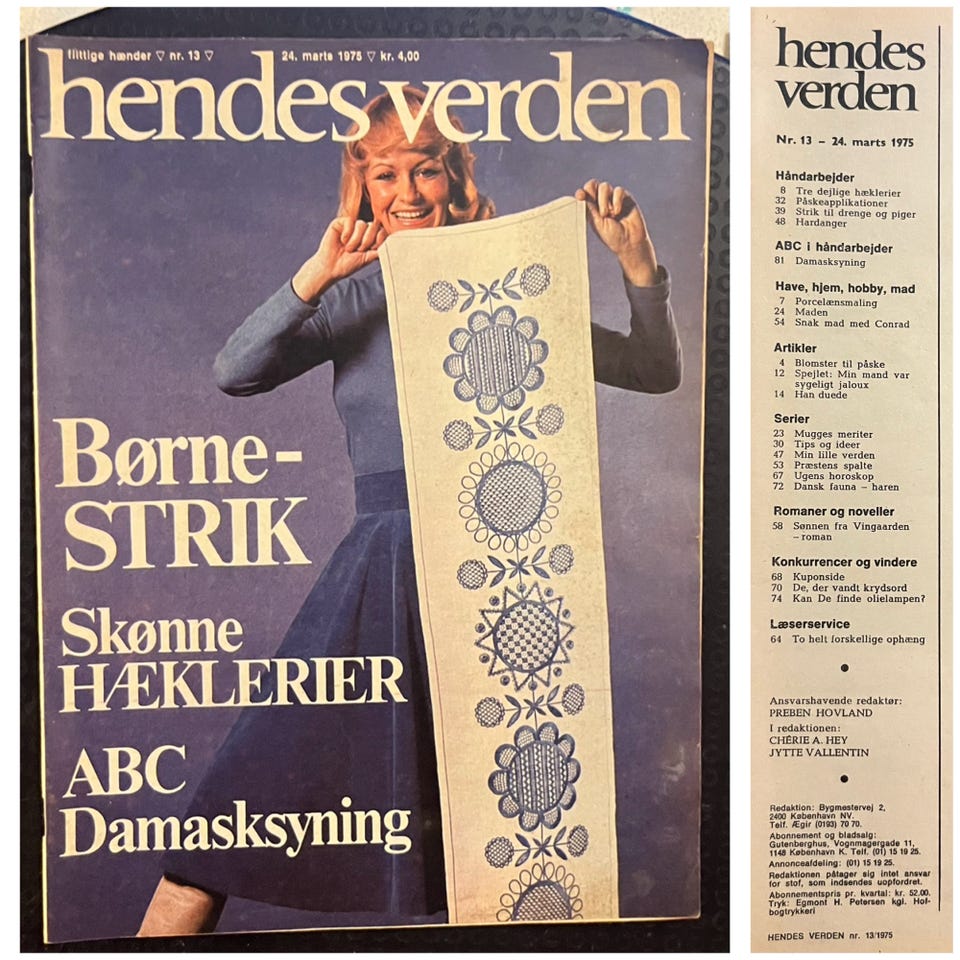 flittige hænder ▽ nr. 13 ▽ 24. marts 1975 ▽ kr. 4,00
hendes verden
Børne-
STRIK
Skønne
HÆKLERIER
ABC
Damasksyning
hendes
verden
Nr. 13 – 24. marts 1975
Håndarbejder
8 Tre dejlige hæklerier
32 Påskeapplikationer
39 Strik til drenge og piger
48 Hardanger
ABC i håndarbejder
81 Damasksyning
Have, hjem, hobby, mad
7 Porcelænsmaling
24 Maden
54 Snak mad med Conrad
Artikler
4 Blomster til påske
12 Spejlet: Min mand var
sygeligt jaloux
14 Han duede
Serier
23 Mugges meriter
30 Tips og ideer
47 Min lille verden
53 Præstens spalte
67 Ugens horoskop
72 Dansk fauna – haren
Romaner og noveller
58 Sønnen fra Vingaarden
– roman
Konkurrencer og vindere
68 Kuponside
70 De, der vandt krydsord
74 Kan De finde olielampen?
Læserservice
64 To helt forskellige ophæng
●
Ansvarshavende redaktør:
PREBEN HOVLAND
I redaktionen:
CHÉRIE A. HEY
JYTTE VALLENTIN
●
Redaktion: Bygmestervej 2,
2400 København NV.
Telf. Ægir (0193) 70 70.
Abonnement og bladsalg:
Gutenberghus, Vognmagergade 11,
1148 København K. Telf. (01) 15 19 25.
Annonceafdeling: (01) 15 19 25.
Redaktionen påtager sig intet ansvar
for stof, som indsendes uopfordret.
Abonnementspris pr. kvartal: kr. 52.00.
Tryk: Egmont H. Petersen kgl. Hof-
bogtrykkeri
HENDES VERDEN nr. 13/1975